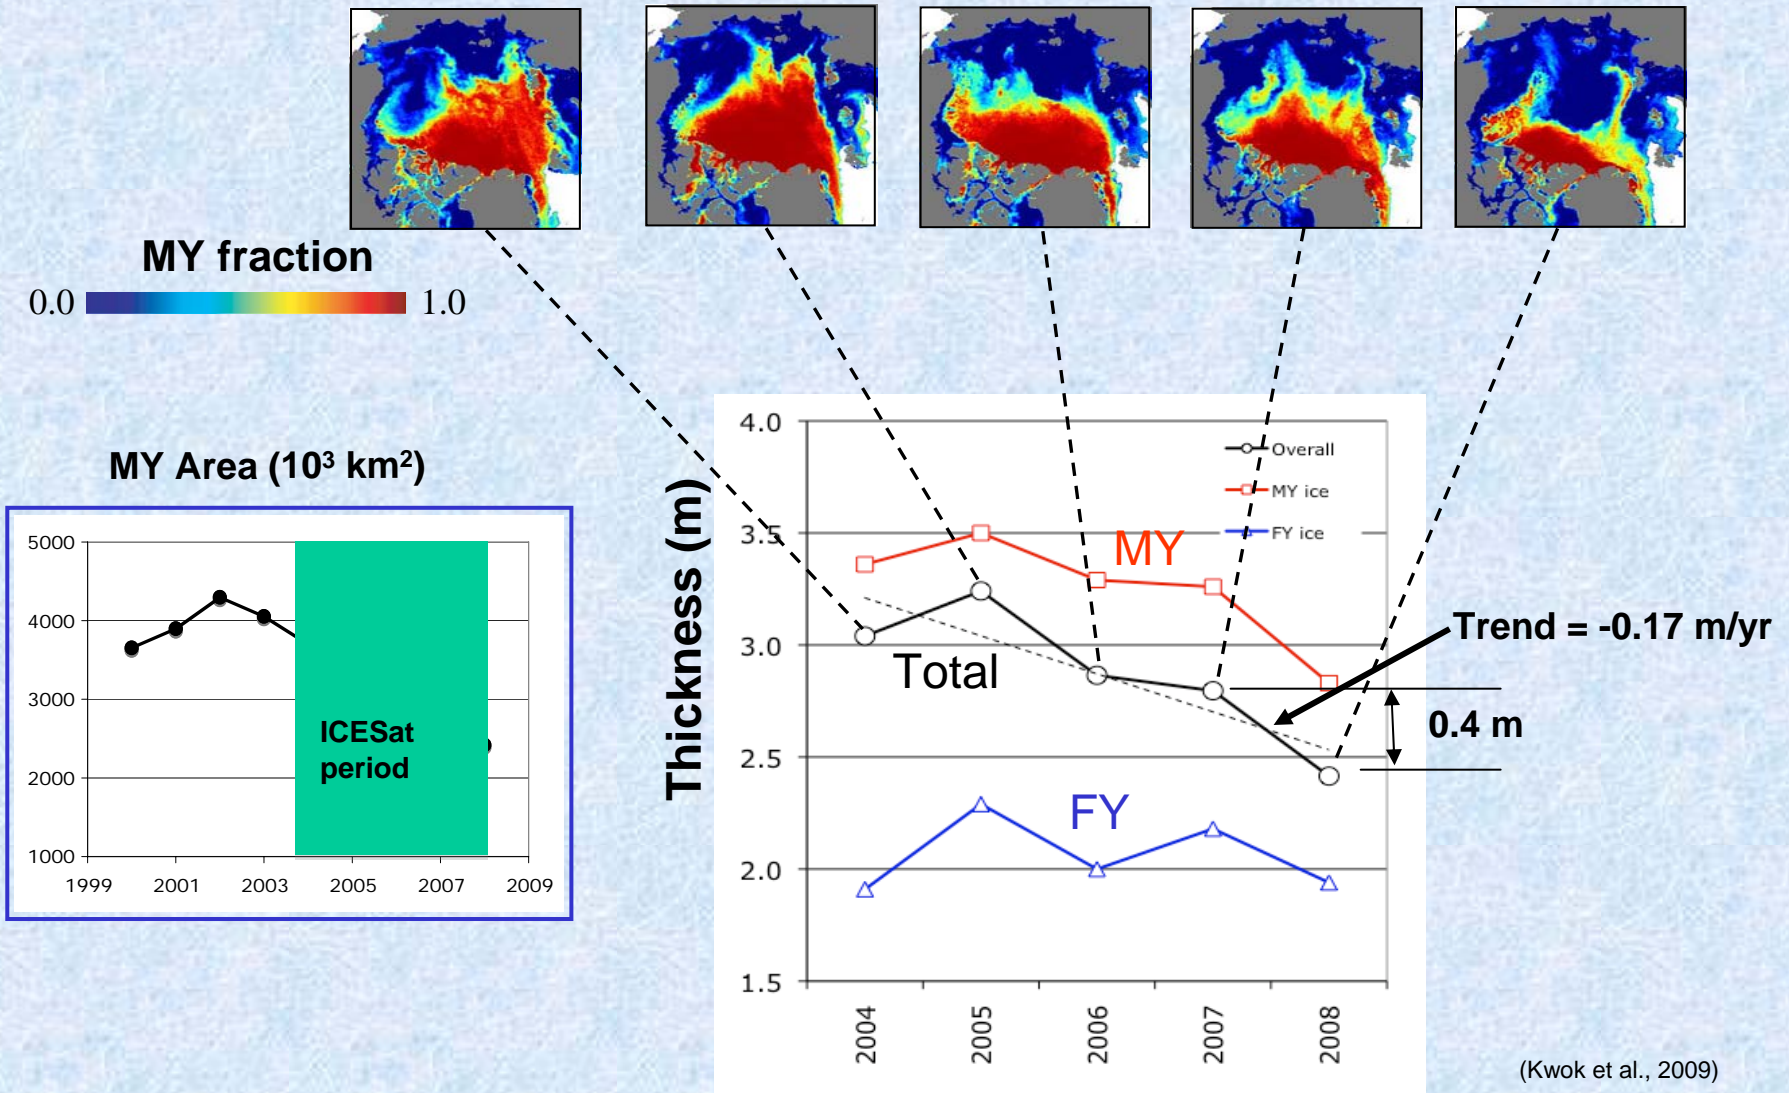 MY fraction
0.0 1.0
MY Area (10³ km²)
5000
4000
3000
2000
1000
ICESat
period
1999 2001 2003 2005 2007 2009
Thickness (m)
4.0
3.5
3.0
2.5
2.0
1.5
Overall
MY ice
FY ice
MY
Total
FY
Trend = -0.17 m/yr
0.4 m
2004 2005 2006 2007 2008
(Kwok et al., 2009)